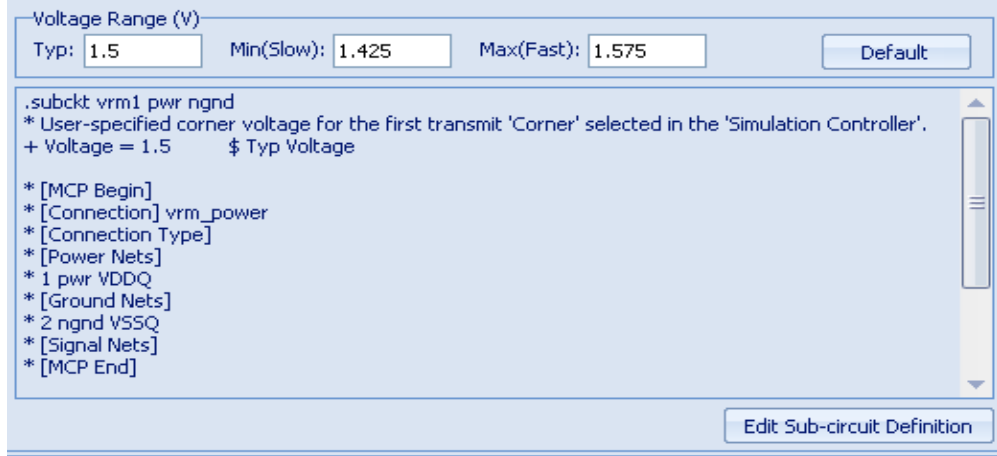 Voltage Range (V)
Typ: 1.5 Min(Slow): 1.425 Max(Fast): 1.575 Default
.subckt vrm1 pwr ngnd
* User-specified corner voltage for the first transmit 'Corner' selected in the 'Simulation Controller'.
+ Voltage = 1.5 $ Typ Voltage
* [MCP Begin]
* [Connection] vrm_power
* [Connection Type]
* [Power Nets]
* 1 pwr VDDQ
* [Ground Nets]
* 2 ngnd VSSQ
* [Signal Nets]
* [MCP End]
Edit Sub-circuit Definition